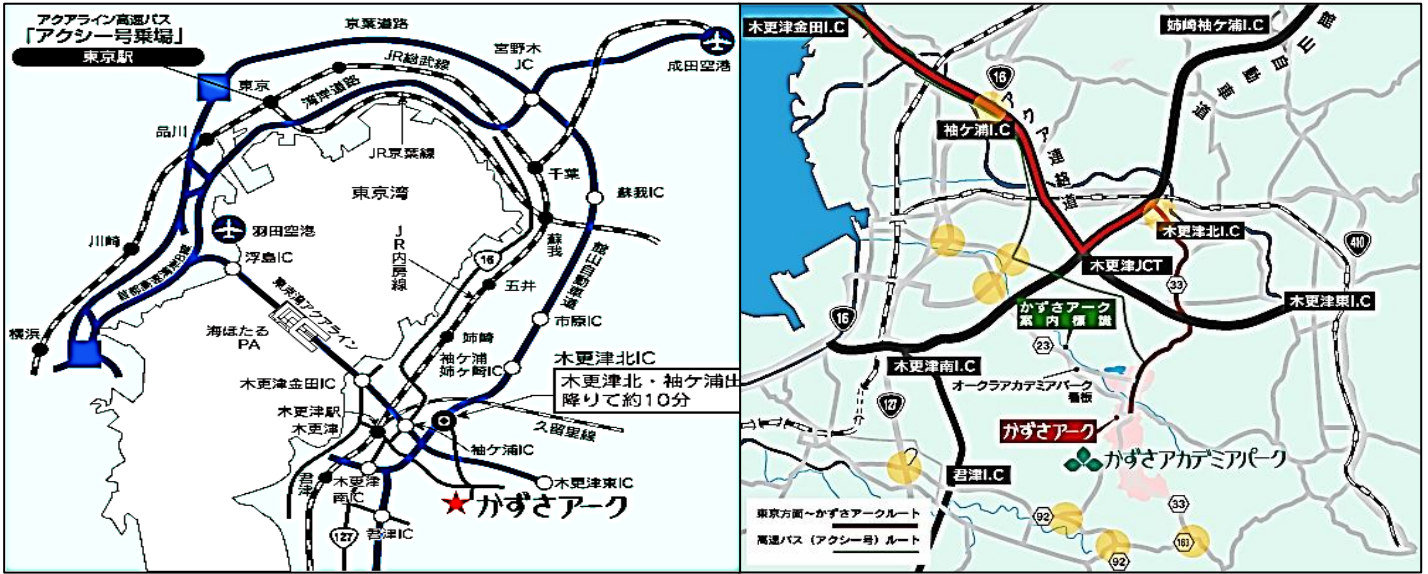 アクアライン高速バス
「アクシー号乗場」
東京駅
京葉道路
宮野木
JC
成田空港
JR総武線
東京
湾岸道路
品川
JR京葉線
千葉
東京湾
蘇我IC
羽田空港
川崎
浮島IC
JR内房線
16
蘇我
館山自動車道
五井
首都高速湾岸B線
東京湾アクアライン
海ほたる
PA
市原IC
横浜
姉崎
袖ケ浦
姉ヶ崎IC
木更津北IC
木更津北・袖ケ浦出
降りて約10分
木更津金田IC
木更津駅
木更津
久留里線
袖ケ浦IC
君津
木更津
南IC
木更津東IC
かずさアーク
君津IC
127
木更津金田I.C
姉崎袖ケ浦I.C
館山自動車道
16
袖ケ浦I.C
アクア連絡道
木更津北I.C
410
木更津JCT
33
木更津東I.C
かずさアーク
案内標識
16
23
木更津南I.C
オークラアカデミアパーク
看板
127
かずさアーク
かずさアカデミアパーク
君津I.C
東京方面～かずさアークルート
高速バス（アクシー号）ルート
92
33
163
92